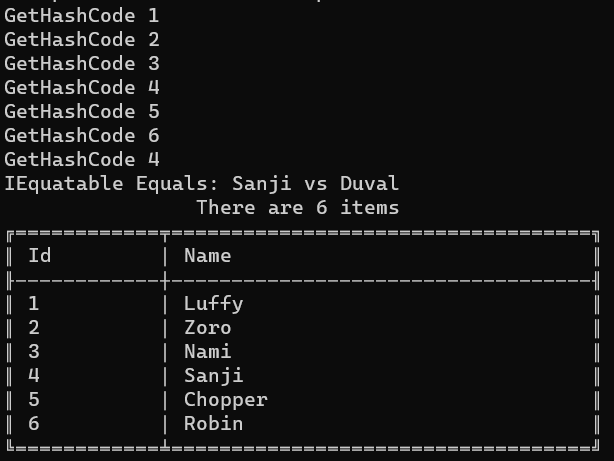 GetHashCode 1
GetHashCode 2
GetHashCode 3
GetHashCode 4
GetHashCode 5
GetHashCode 6
GetHashCode 4
IEquatable Equals: Sanji vs Duval
There are 6 items
Id Name
1 Luffy
2 Zoro
3 Nami
4 Sanji
5 Chopper
6 Robin